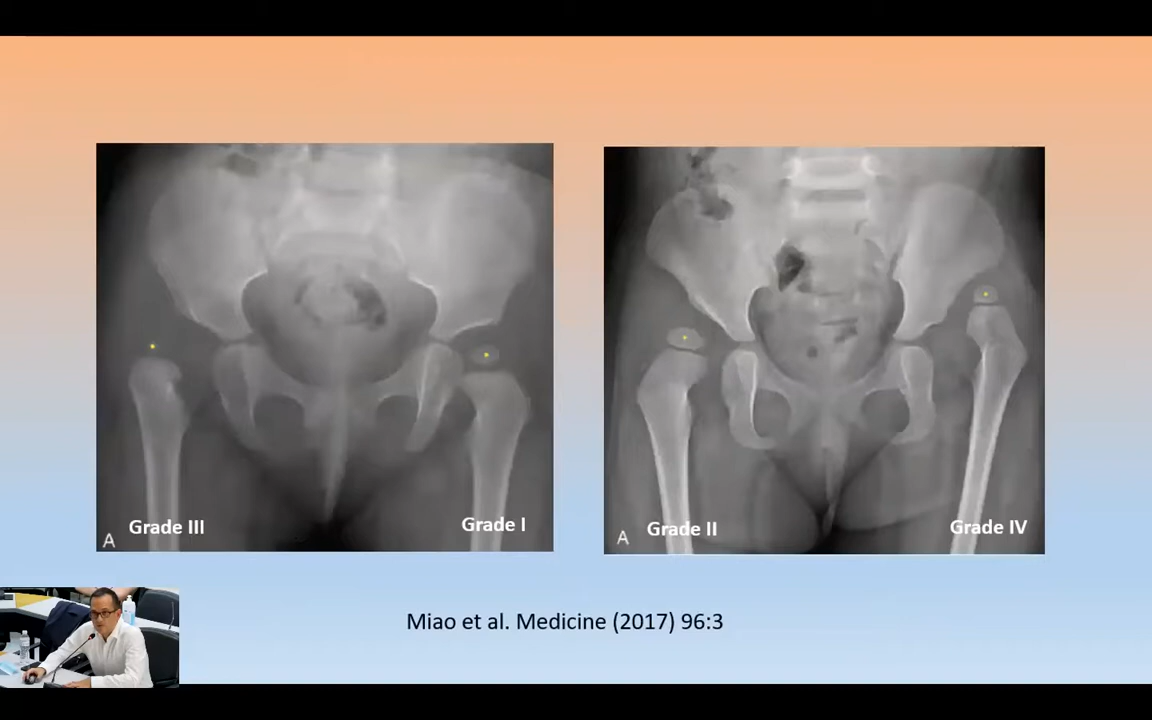 Grade III
Grade I
A
Grade II
Grade IV
A
Miao et al. Medicine (2017) 96:3